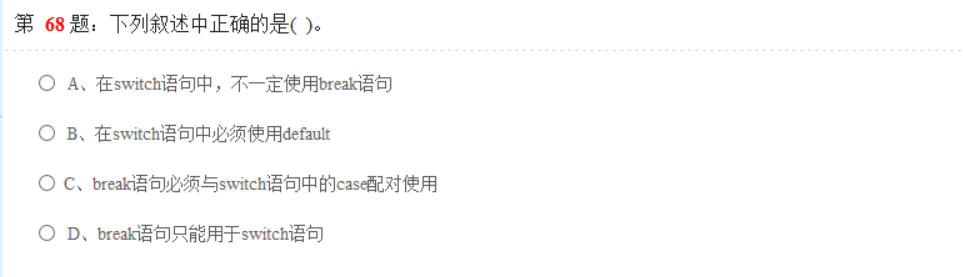 第 68 题：下列叙述中正确的是( )。
A、在switch语句中，不一定使用break语句
B、在switch语句中必须使用default
C、break语句必须与switch语句中的case配对使用
D、break语句只能用于switch语句